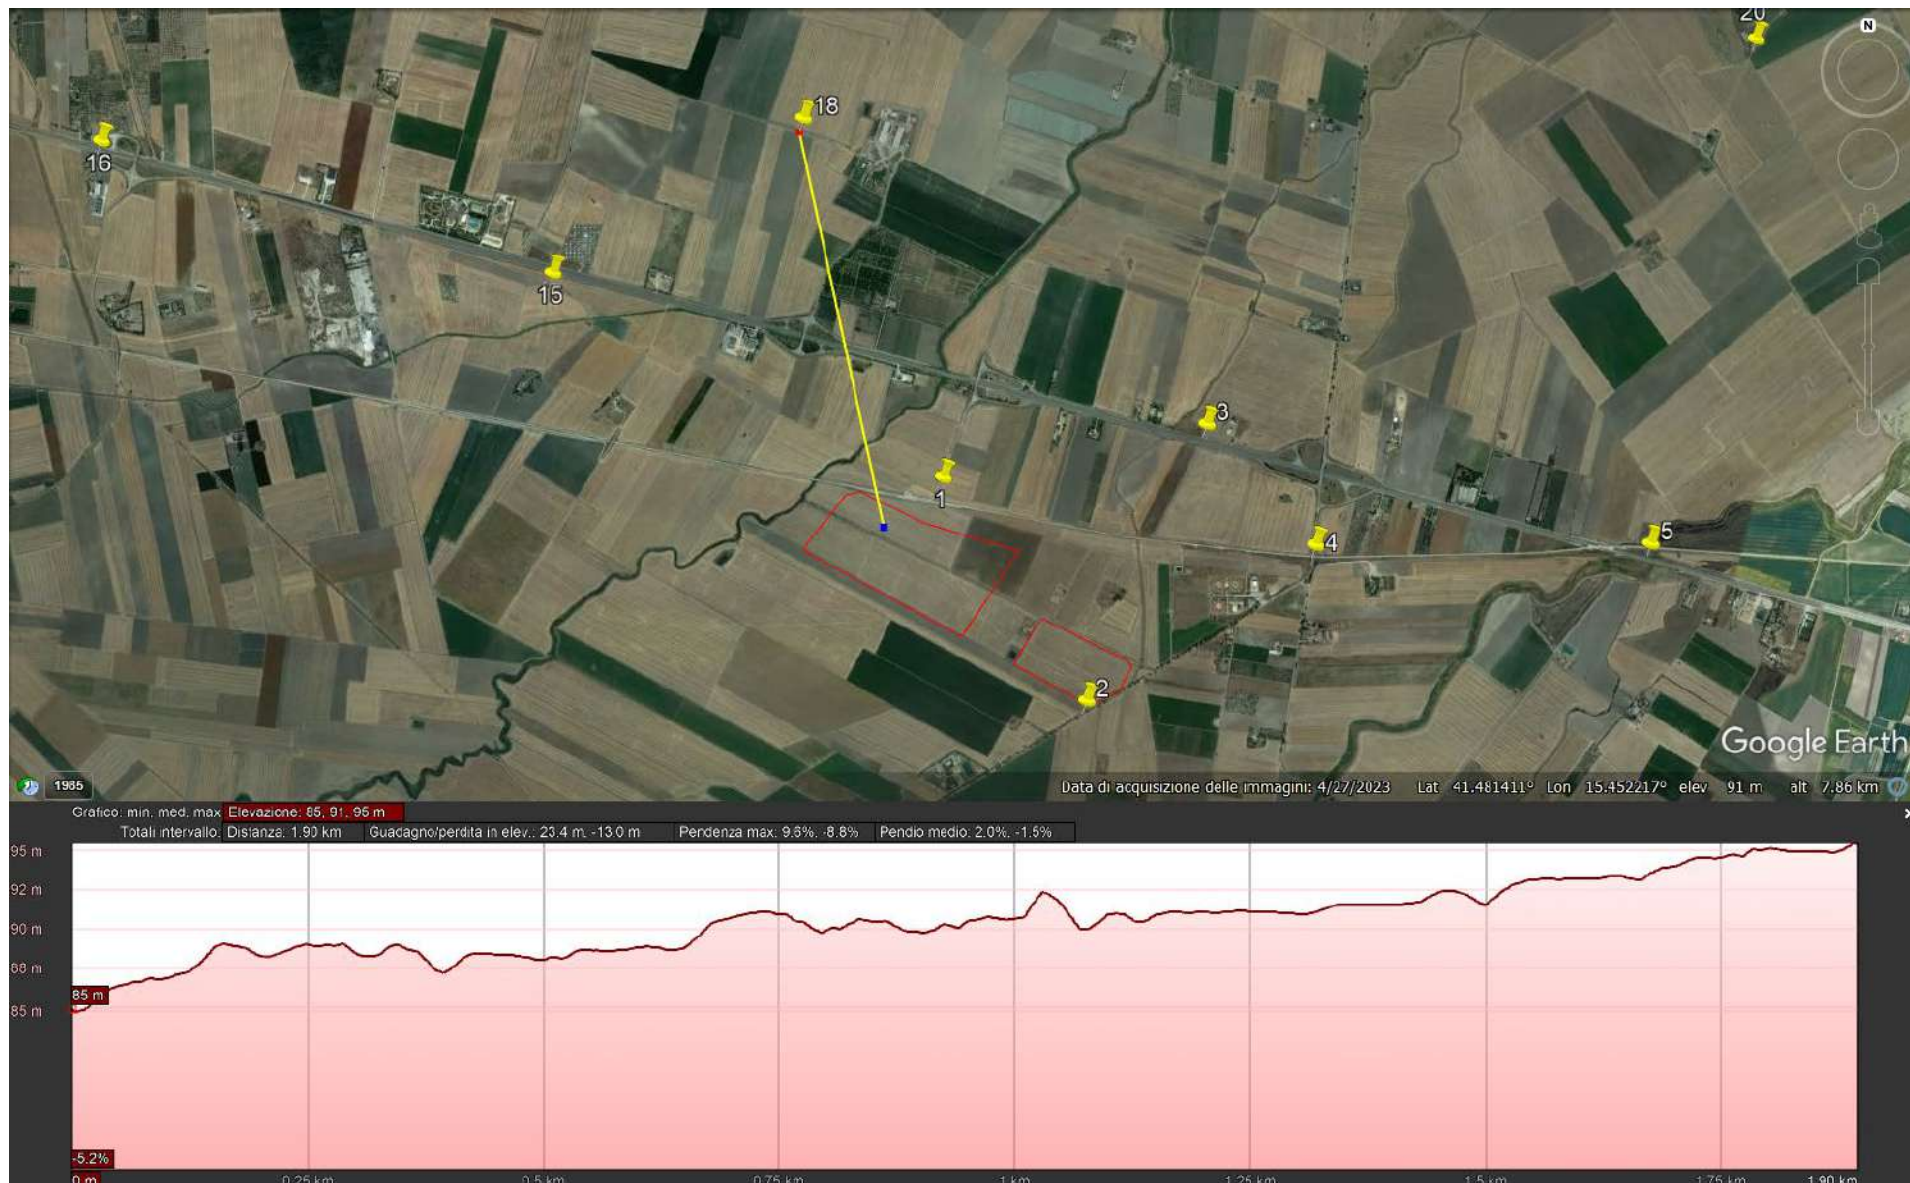 20
N
18
16
15
3
1
4
5
2
Google Earth
1985
Data di acquisizione delle immagini: 4/27/2023 Lat 41.481411° Lon 15.452217° elev 91 m alt 7.86 km
Grafico: min, med, max Elevazione: 85, 91, 95 m
Totali intervallo: Distanza: 1.90 km Guadagno/perdita in elev.: 23.4 m, -13.0 m Pendenza max: 9.6%, -8.8% Pendio medio: 2.0%, -1.5%
95 m
92 m
90 m
88 m
85 m
85 m
-5.2%
0 m 0.25 km 0.5 km 0.75 km 1 km 1.25 km 1.5 km 1.75 km 1.90 km